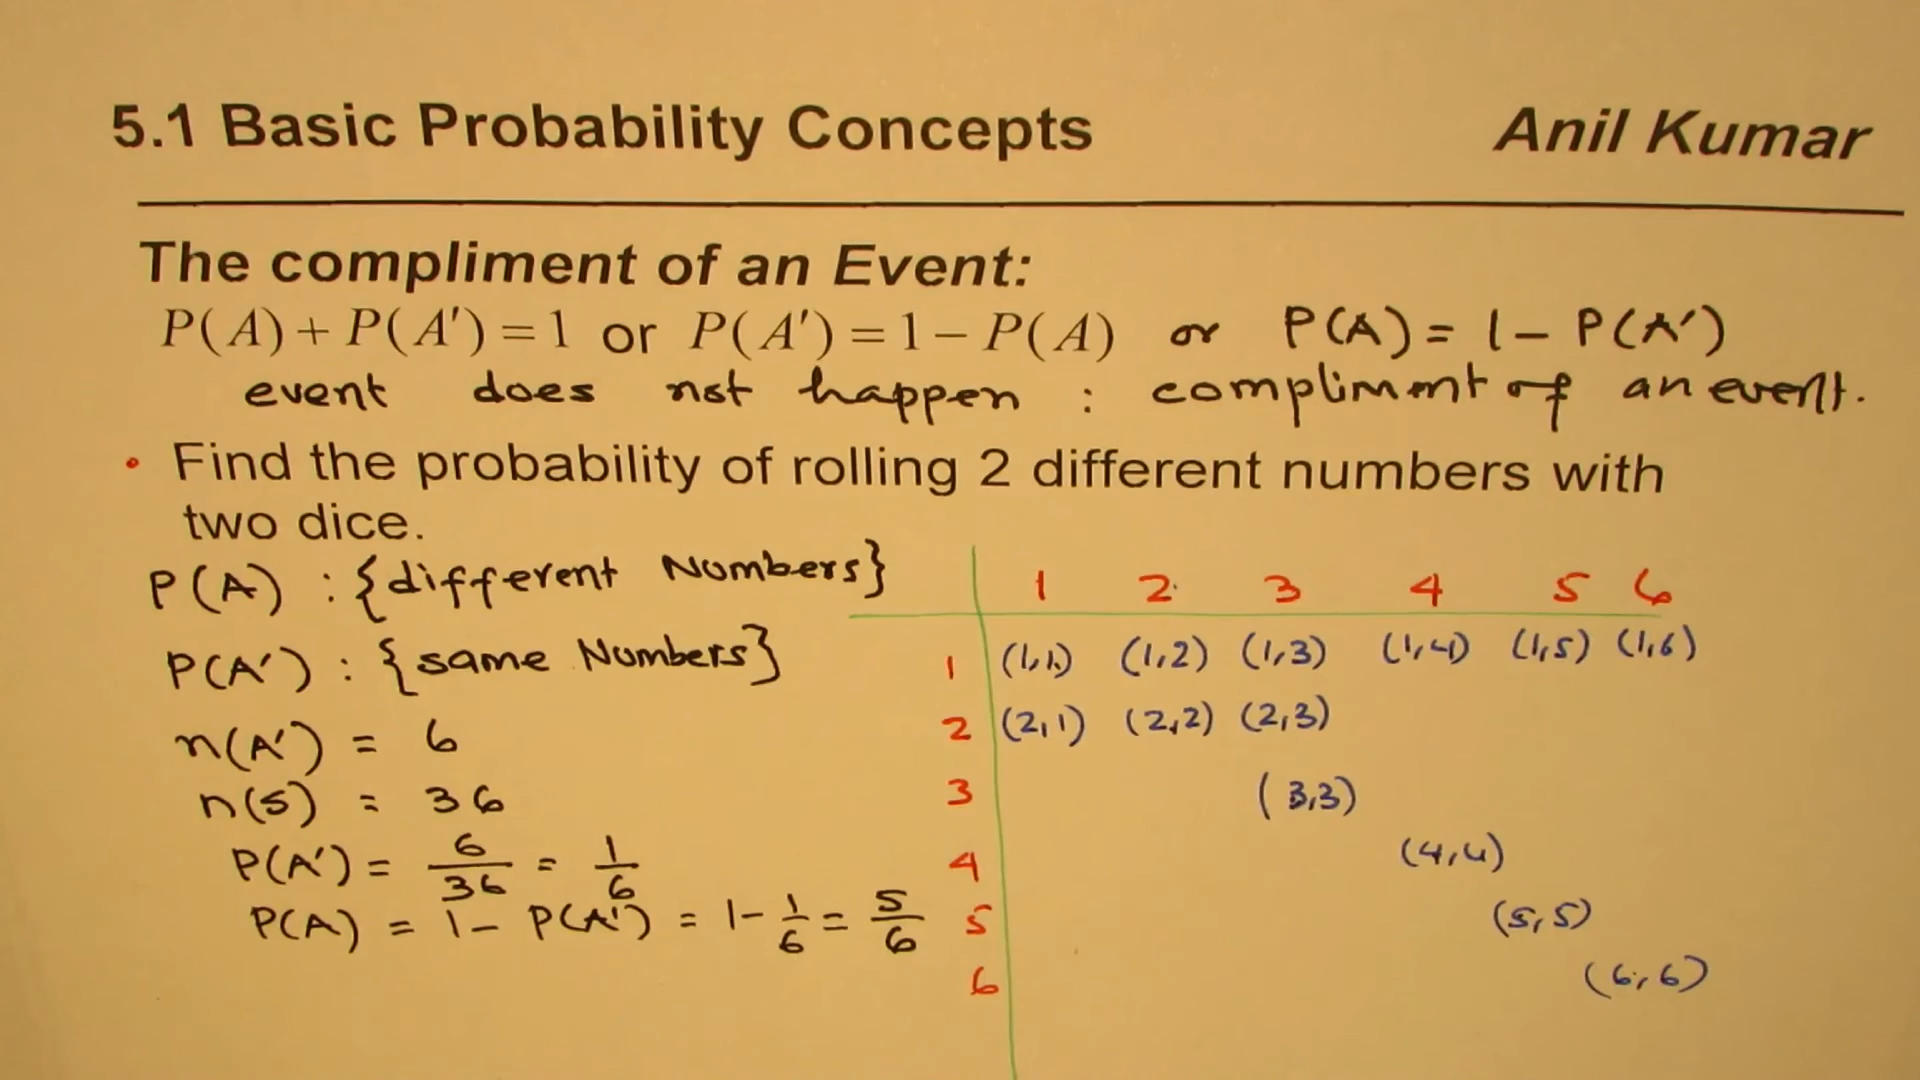 5.1 Basic Probability Concepts Anil Kumar
The compliment of an Event:
P(A)+P(A')=1 or P(A')=1-P(A) or P(A) = 1 - P(A')
event does not happen : compliment of an event.
• Find the probability of rolling 2 different numbers with
two dice.
P(A) : {different Numbers}
P(A') : {same Numbers}
n(A') = 6
n(S) = 36
P(A') = 6/36 = 1/6
P(A) = 1 - P(A') = 1 - 1/6 = 5/6
1 2 3 4 5 6
1 (1,1) (1,2) (1,3) (1,4) (1,5) (1,6)
2 (2,1) (2,2) (2,3)
3 (3,3)
4 (4,4)
5 (5,5)
6 (6,6)